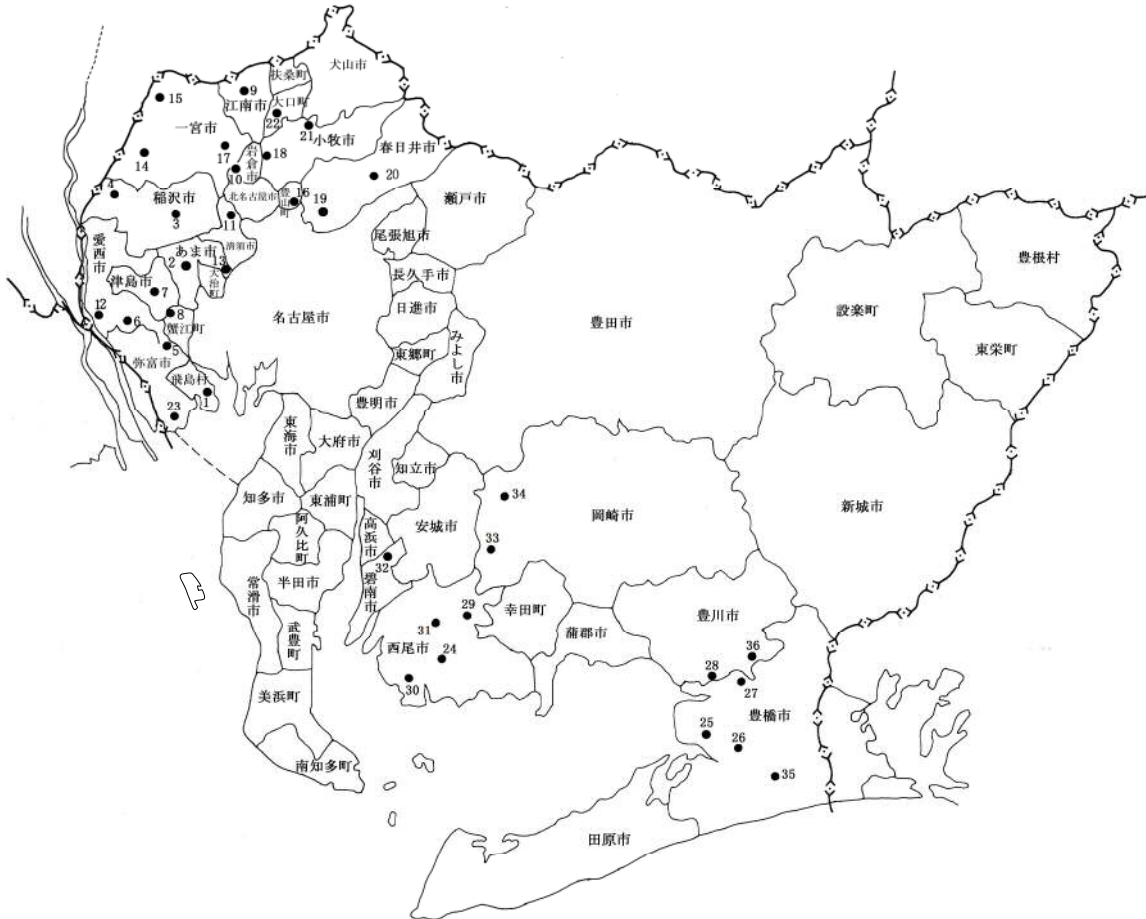 犬山市
扶桑町
9
江南市
大口町
22
15
一宮市
21
小牧市
17
岩倉市
18
春日井市
14
10
20
4
稲沢市
3
北名古屋市
豊山町
16
19
11
瀬戸市
愛西市
あま市
2
清須市
13
大治町
尾張旭市
津島市
7
長久手市
豊根村
12
6
8
蟹江町
名古屋市
日進市
豊田市
設楽町
5
弥富市
東郷町
みよし市
東栄町
飛島村
1
23
豊明市
東海市
大府市
刈谷市
知立市
知多市
東浦町
34
安城市
岡崎市
新城市
阿久比町
高浜市
33
32
半田市
碧南市
常滑市
29
幸田町
31
武豊町
蒲郡市
豊川市
西尾市
24
36
30
28
27
美浜町
豊橋市
25
26
南知多町
35
田原市